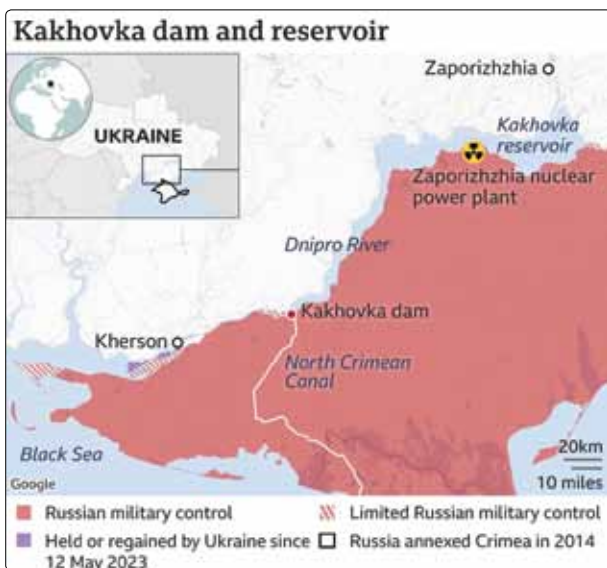 Kakhovka dam and reservoir
UKRAINE
Zaporizhzhia
Kakhovka
reservoir
Zaporizhzhia nuclear
power plant
Dnipro River
Kakhovka dam
Kherson
North Crimean
Canal
Black Sea
20km
10 miles
Google
Russian military control
Limited Russian military control
Held or regained by Ukraine since
12 May 2023
Russia annexed Crimea in 2014